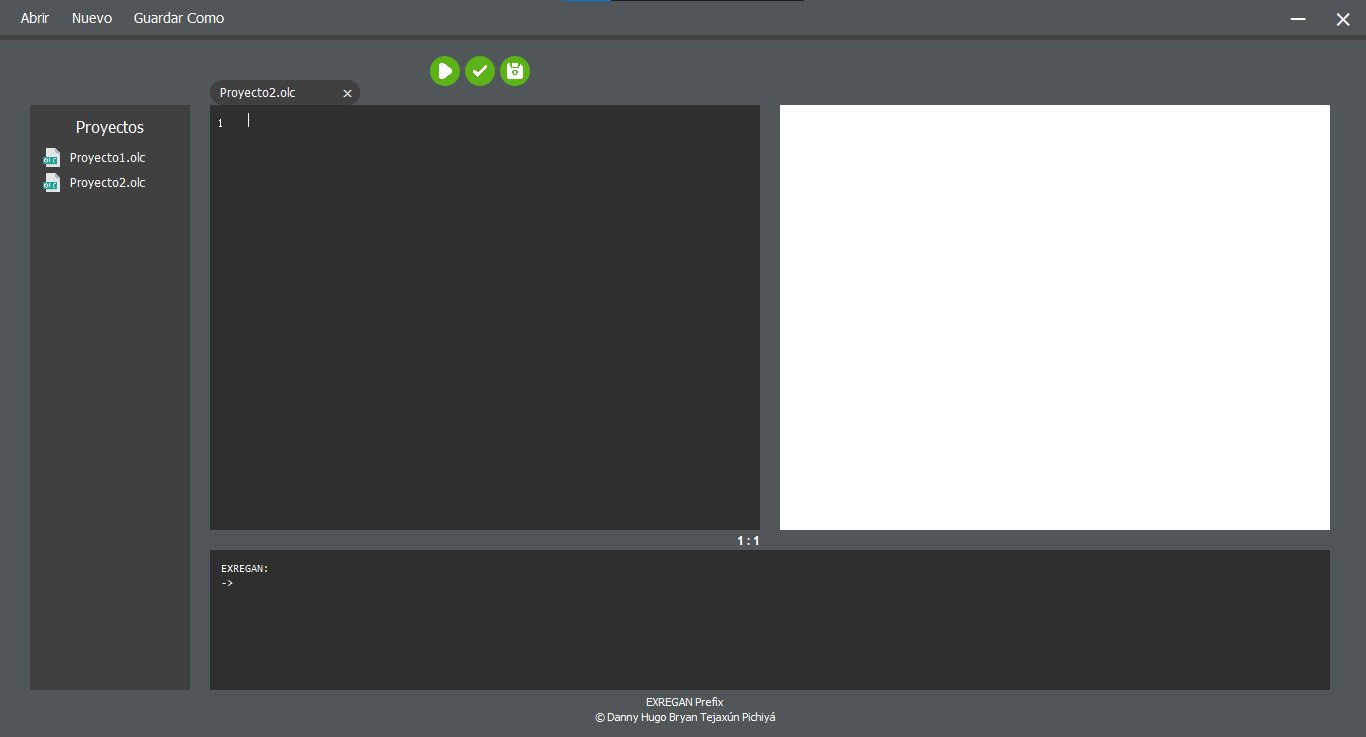 Abrir Nuevo Guardar Como
Proyecto2.olc
Proyectos
Proyecto1.olc
Proyecto2.olc
1
1 : 1
EXREGAN:
->
EXREGAN Prefix
© Danny Hugo Bryan Tejaxún Pichiyá